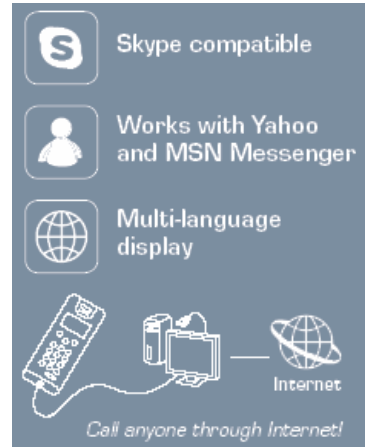 S
Skype compatible
Works with Yahoo
and MSN Messenger
Multi-language
display
Internet
Call anyone through Internet!